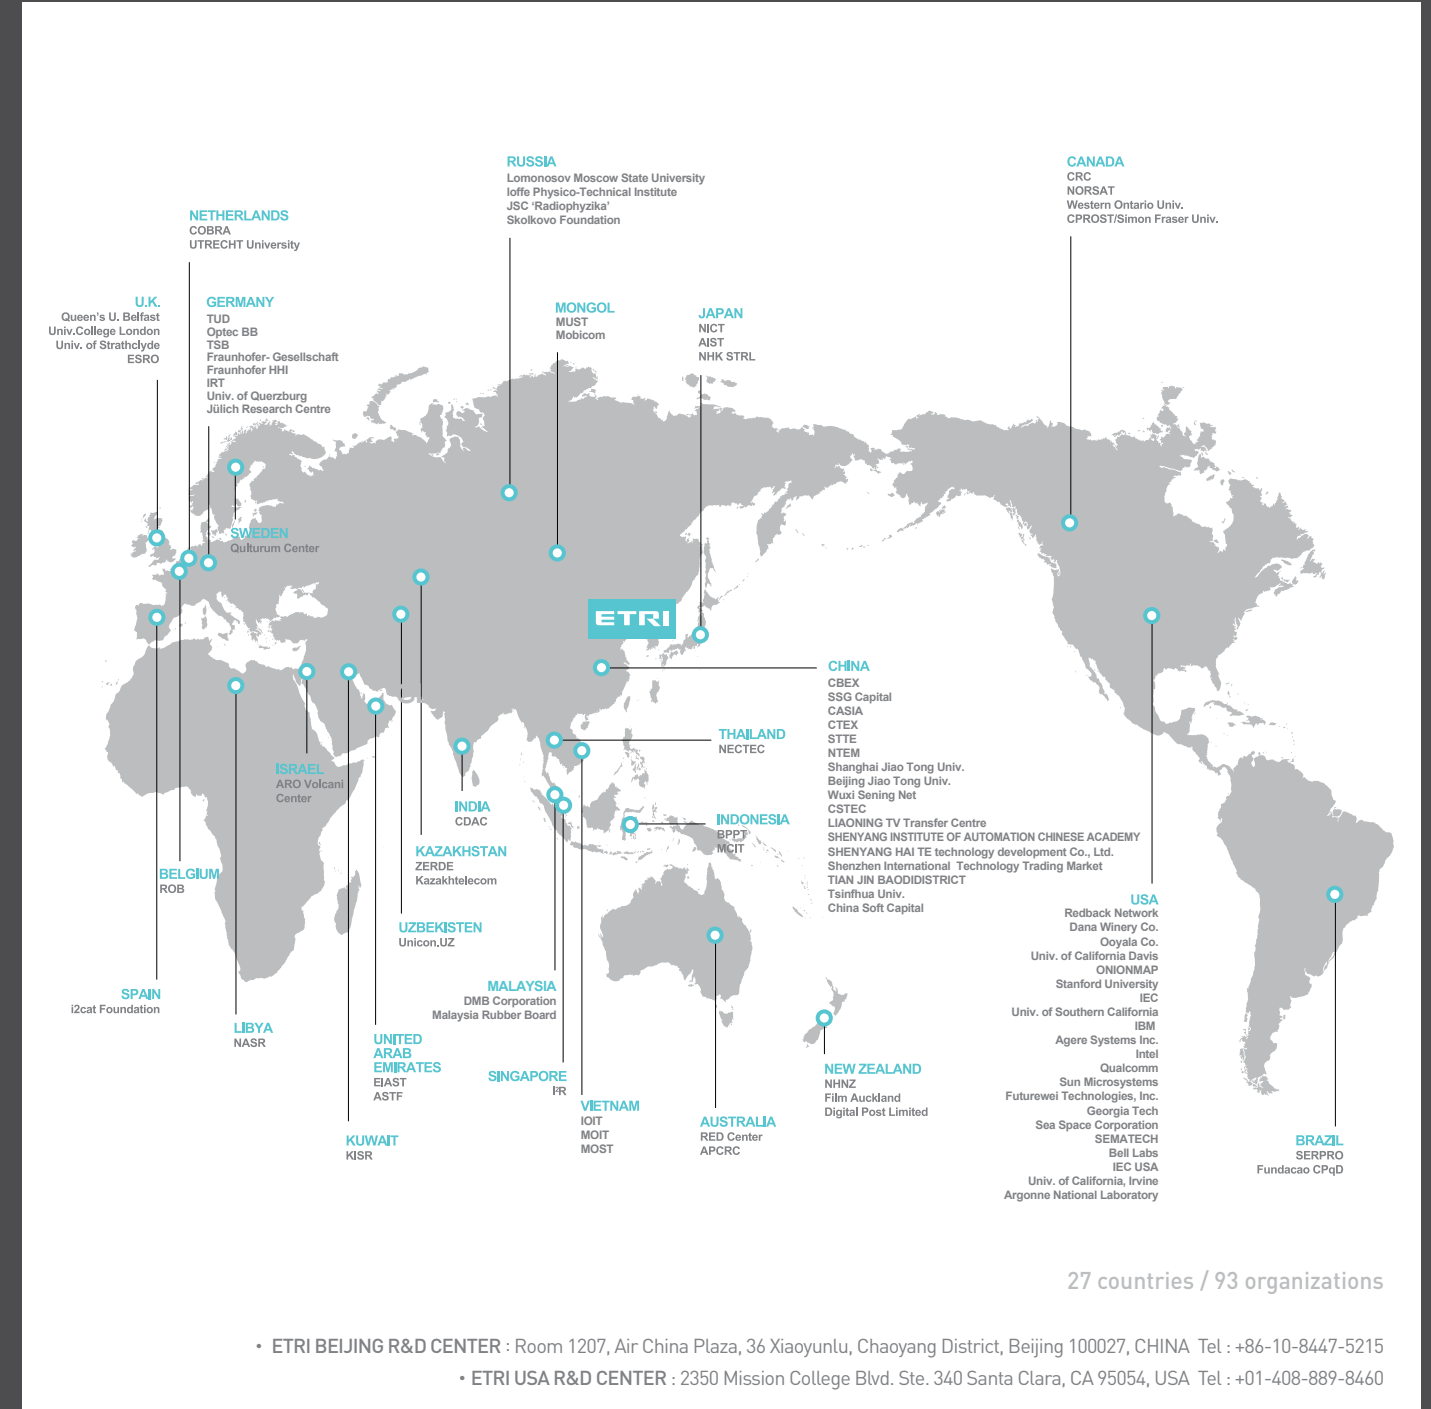 RUSSIA
Lomonosov Moscow State University
Ioffe Physico-Technical Institute
JSC ‘Radiophyzika’
Skolkovo Foundation
CANADA
CRC
NORSAT
Western Ontario Univ.
CPROST/Simon Fraser Univ.
NETHERLANDS
COBRA
UTRECHT University
U.K.
Queen’s U. Belfast
Univ.College London
Univ. of Strathclyde
ESRO
GERMANY
TUD
Optec BB
TSB
Fraunhofer- Gesellschaft
Fraunhofer HHI
IRT
Univ. of Querzburg
Jülich Research Centre
MONGOL
MUST
Mobicom
JAPAN
NICT
AIST
NHK STRL
SWEDEN
Qulturum Center
ETRI
CHINA
CBEX
SSG Capital
CASIA
CTEX
STTE
NTEM
Shanghai Jiao Tong Univ.
Beijing Jiao Tong Univ.
Wuxi Sening Net
CSTEC
LIAONING TV Transfer Centre
SHENYANG INSTITUTE OF AUTOMATION CHINESE ACADEMY
SHENYANG HAI TE technology development Co., Ltd.
Shenzhen International Technology Trading Market
TIAN JIN BAODIDISTRICT
Tsinfhua Univ.
China Soft Capital
THAILAND
NECTEC
ISRAEL
ARO Volcani
Center
INDIA
CDAC
INDONESIA
BPPT
MCIT
KAZAKHSTAN
ZERDE
Kazakhtelecom
BELGIUM
ROB
UZBEKISTEN
Unicon.UZ
USA
Redback Network
Dana Winery Co.
Ooyala Co.
Univ. of California Davis
ONIONMAP
Stanford University
IEC
Univ. of Southern California
IBM
Agere Systems Inc.
Intel
Qualcomm
Sun Microsystems
Futurewei Technologies, Inc.
Georgia Tech
Sea Space Corporation
SEMATECH
Bell Labs
IEC USA
Univ. of California, Irvine
Argonne National Laboratory
SPAIN
i2cat Foundation
MALAYSIA
DMB Corporation
Malaysia Rubber Board
LIBYA
NASR
UNITED
ARAB
EMIRATES
EIAST
ASTF
SINGAPORE
I²R
NEW ZEALAND
NHNZ
Film Auckland
Digital Post Limited
VIETNAM
IOIT
MOIT
MOST
AUSTRALIA
RED Center
APCRC
KUWAIT
KISR
BRAZIL
SERPRO
Fundacao CPqD
27 countries / 93 organizations
• ETRI BEIJING R&D CENTER : Room 1207, Air China Plaza, 36 Xiaoyunlu, Chaoyang District, Beijing 100027, CHINA Tel : +86-10-8447-5215
• ETRI USA R&D CENTER : 2350 Mission College Blvd. Ste. 340 Santa Clara, CA 95054, USA Tel : +01-408-889-8460